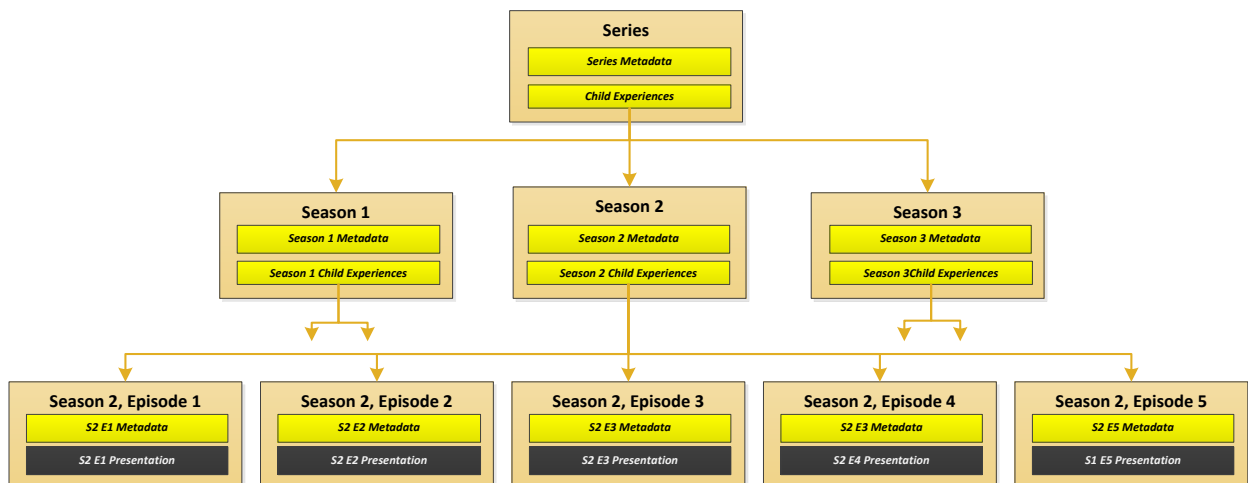 Series
Series Metadata
Child Experiences
Season 1
Season 1 Metadata
Season 1 Child Experiences
Season 2
Season 2 Metadata
Season 2 Child Experiences
Season 3
Season 3 Metadata
Season 3Child Experiences
Season 2, Episode 1
S2 E1 Metadata
S2 E1 Presentation
Season 2, Episode 2
S2 E2 Metadata
S2 E2 Presentation
Season 2, Episode 3
S2 E3 Metadata
S2 E3 Presentation
Season 2, Episode 4
S2 E3 Metadata
S2 E4 Presentation
Season 2, Episode 5
S2 E5 Metadata
S1 E5 Presentation